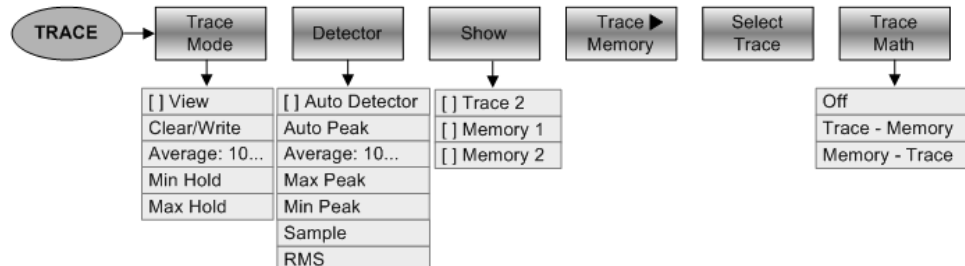 TRACE
Trace
Mode
Detector
Show
Trace ▶
Memory
Select
Trace
Trace
Math
[ ] View
Clear/Write
Average: 10...
Min Hold
Max Hold
[ ] Auto Detector
Auto Peak
Average: 10...
Max Peak
Min Peak
Sample
RMS
[ ] Trace 2
[ ] Memory 1
[ ] Memory 2
Off
Trace - Memory
Memory - Trace